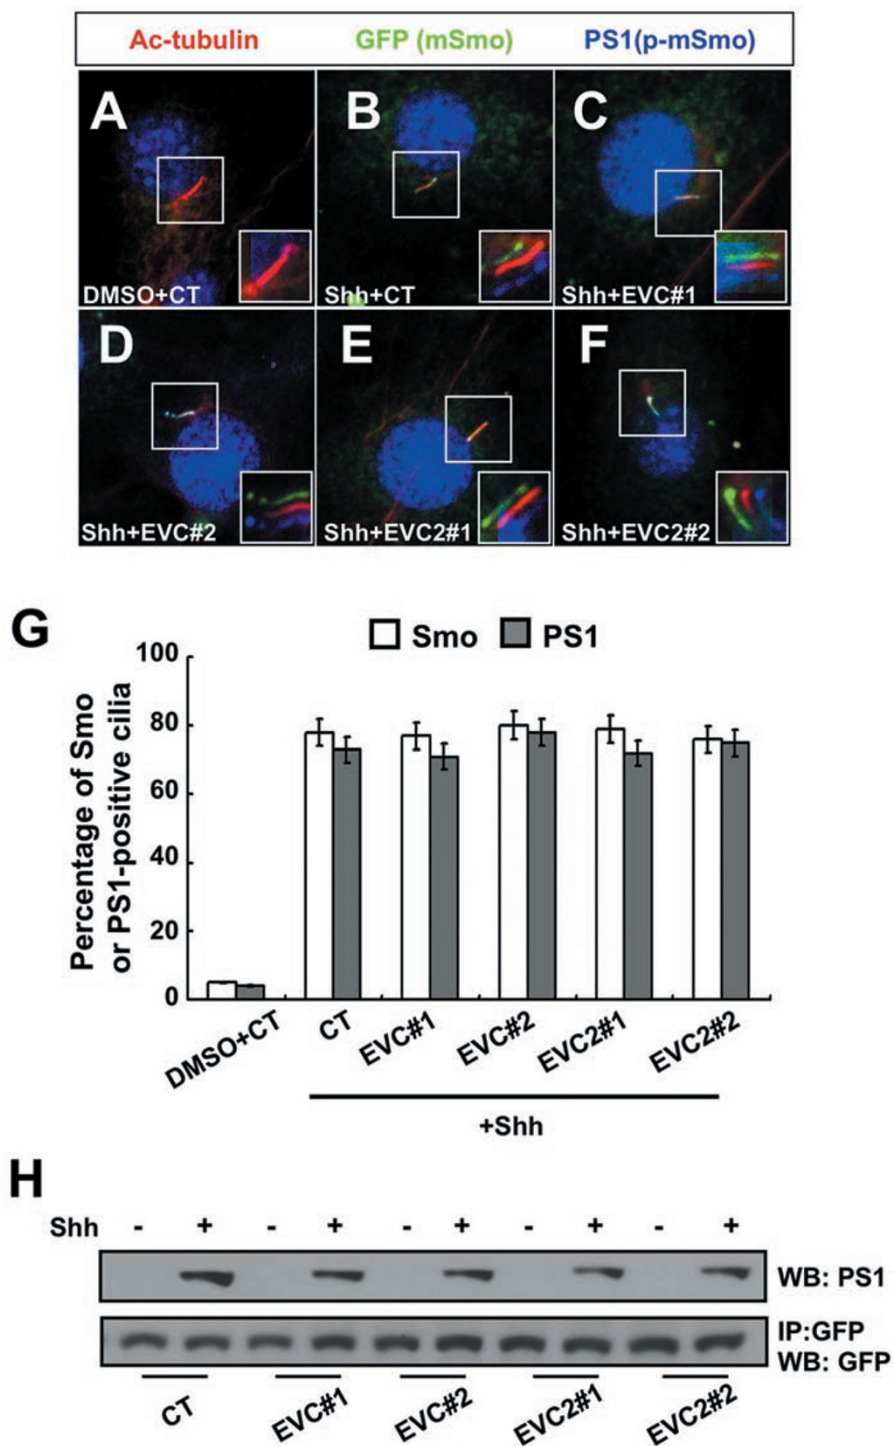 Ac-tubulin GFP (mSmo) PS1(p-mSmo)
A B C
DMSO+CT Shh+CT Shh+EVC#1
D E F
Shh+EVC#2 Shh+EVC2#1 Shh+EVC2#2
G
Smo PS1
Percentage of Smo
or PS1-positive cilia
100
80
60
40
20
0
DMSO+CT CT EVC#1 EVC#2 EVC2#1 EVC2#2
+Shh
H
Shh - + - + - + - + - +
WB: PS1
IP:GFP
WB: GFP
CT EVC#1 EVC#2 EVC2#1 EVC2#2